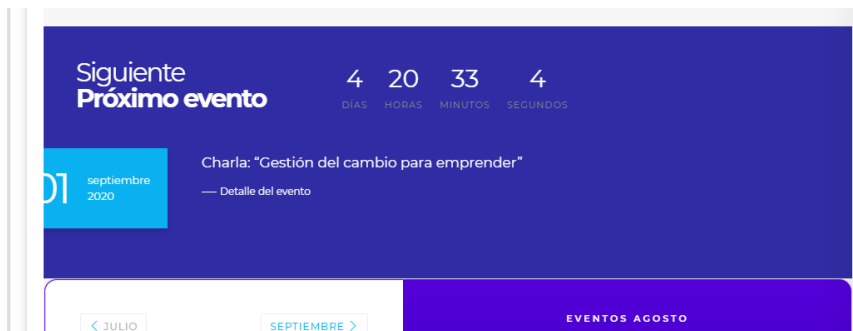 Siguiente
Próximo evento
4 20 33 4
DÍAS HORAS MINUTOS SEGUNDOS
01 septiembre
2020
Charla: “Gestión del cambio para emprender”
— Detalle del evento
< JULIO
SEPTIEMBRE >
EVENTOS AGOSTO